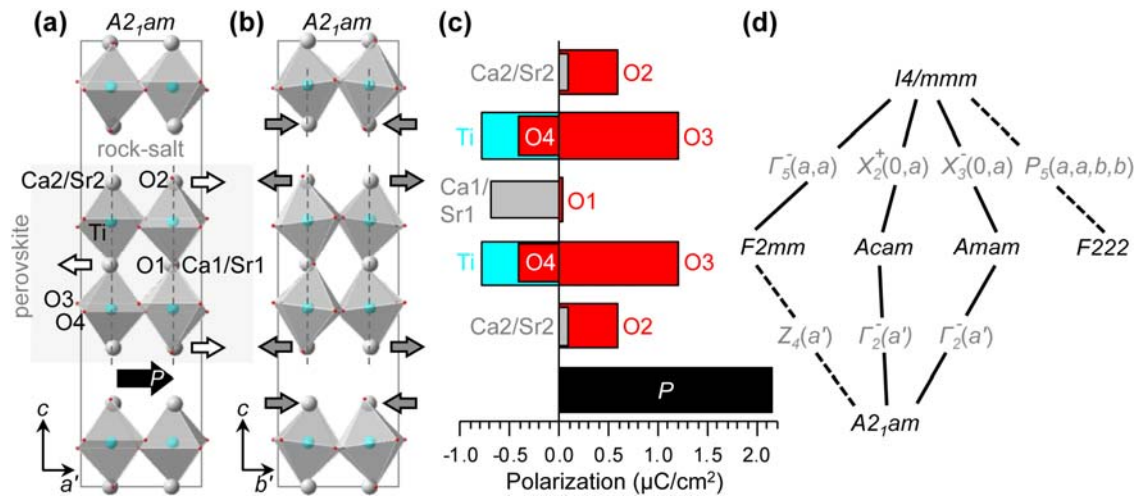 (a) A2₁am
rock-salt
Ca2/Sr2 O2
Ti
O1 Ca1/Sr1
O3
O4
perovskite
P
c
a'
(b) A2₁am
c
b'
(c)
Ca2/Sr2 O2
Ti O4 O3
Ca1/
Sr1 O1
Ti O4 O3
Ca2/Sr2 O2
P
-1.0 0.0 0.5 1.0 1.5 2.0
Polarization (μC/cm²)
(d)
I4/mmm
Γ₅⁻(a,a) X₂⁺(0,a) X₃⁻(0,a) P₅(a,a,b,b)
F2mm Acam Amam F222
Z₄(a') Γ₂⁻(a') Γ₂⁻(a')
A2₁am